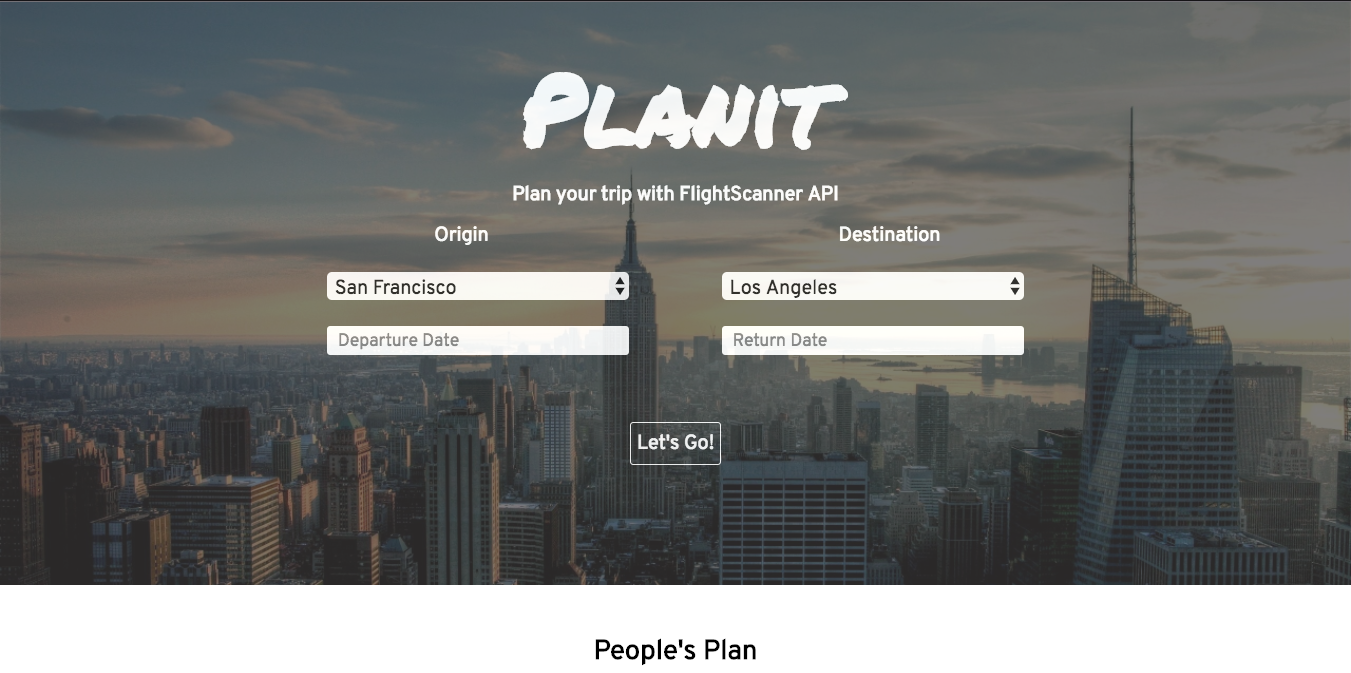 Planit
Plan your trip with FlightScanner API
Origin
Destination
San Francisco
Los Angeles
Departure Date
Return Date
Let's Go!
People's Plan